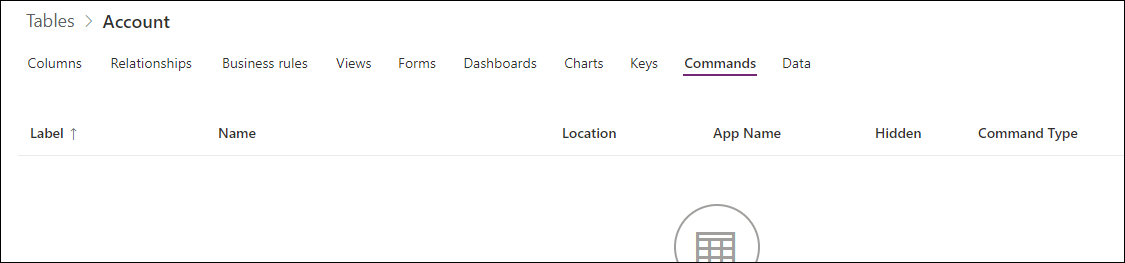 Tables > Account
Columns Relationships Business rules Views Forms Dashboards Charts Keys Commands Data
Label ↑ Name Location App Name Hidden Command Type